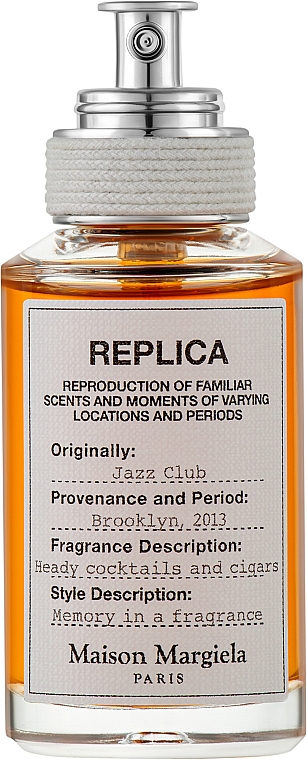 REPLICA
REPRODUCTION OF FAMILIAR
SCENTS AND MOMENTS OF VARYING
LOCATIONS AND PERIODS
Originally:
Jazz Club
Provenance and Period:
Brooklyn, 2013
Fragrance Description:
Heady cocktails and cigars
Style Description:
Memory in a fragrance
Maison Margiela
PARIS